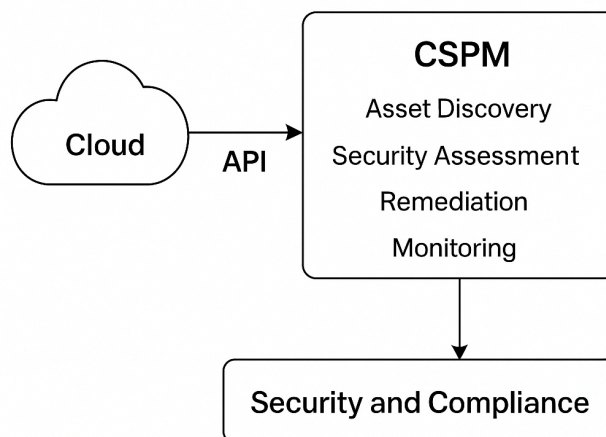 Cloud
API
CSPM
Asset Discovery
Security Assessment
Remediation
Monitoring
Security and Compliance